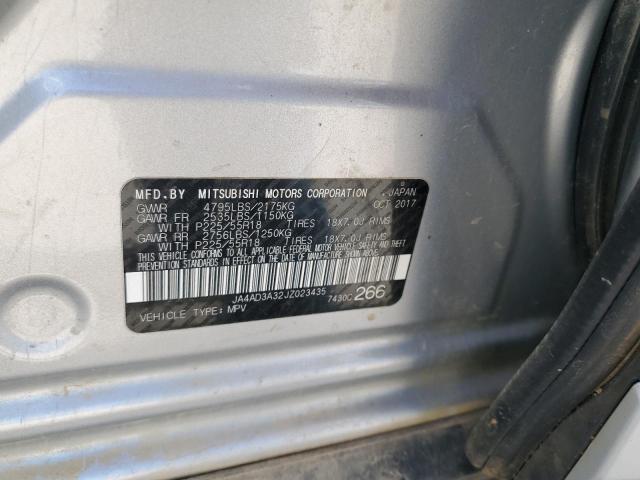 MFD.BY MITSUBISHI MOTORS CORPORATION JAPAN
GVWR 4795LBS/2175KG OCT 2017
GAWR FR 2535LBS/1150KG
WITH P225/55R18 TIRES 18X7.0J RIMS
GAWR RR 2756LBS/1250KG
WITH P225/55R18 TIRES 18X7.0J RIMS
THIS VEHICLE CONFORMS TO ALL APPLICABLE FEDERAL MOTOR VEHICLE SAFETY, BUMPER, AND THEFT
PREVENTION STANDARDS IN EFFECT ON THE DATE OF MANUFACTURE SHOWN ABOVE.
JA4AD3A32JZ023435
7430C 266
VEHICLE TYPE: MPV